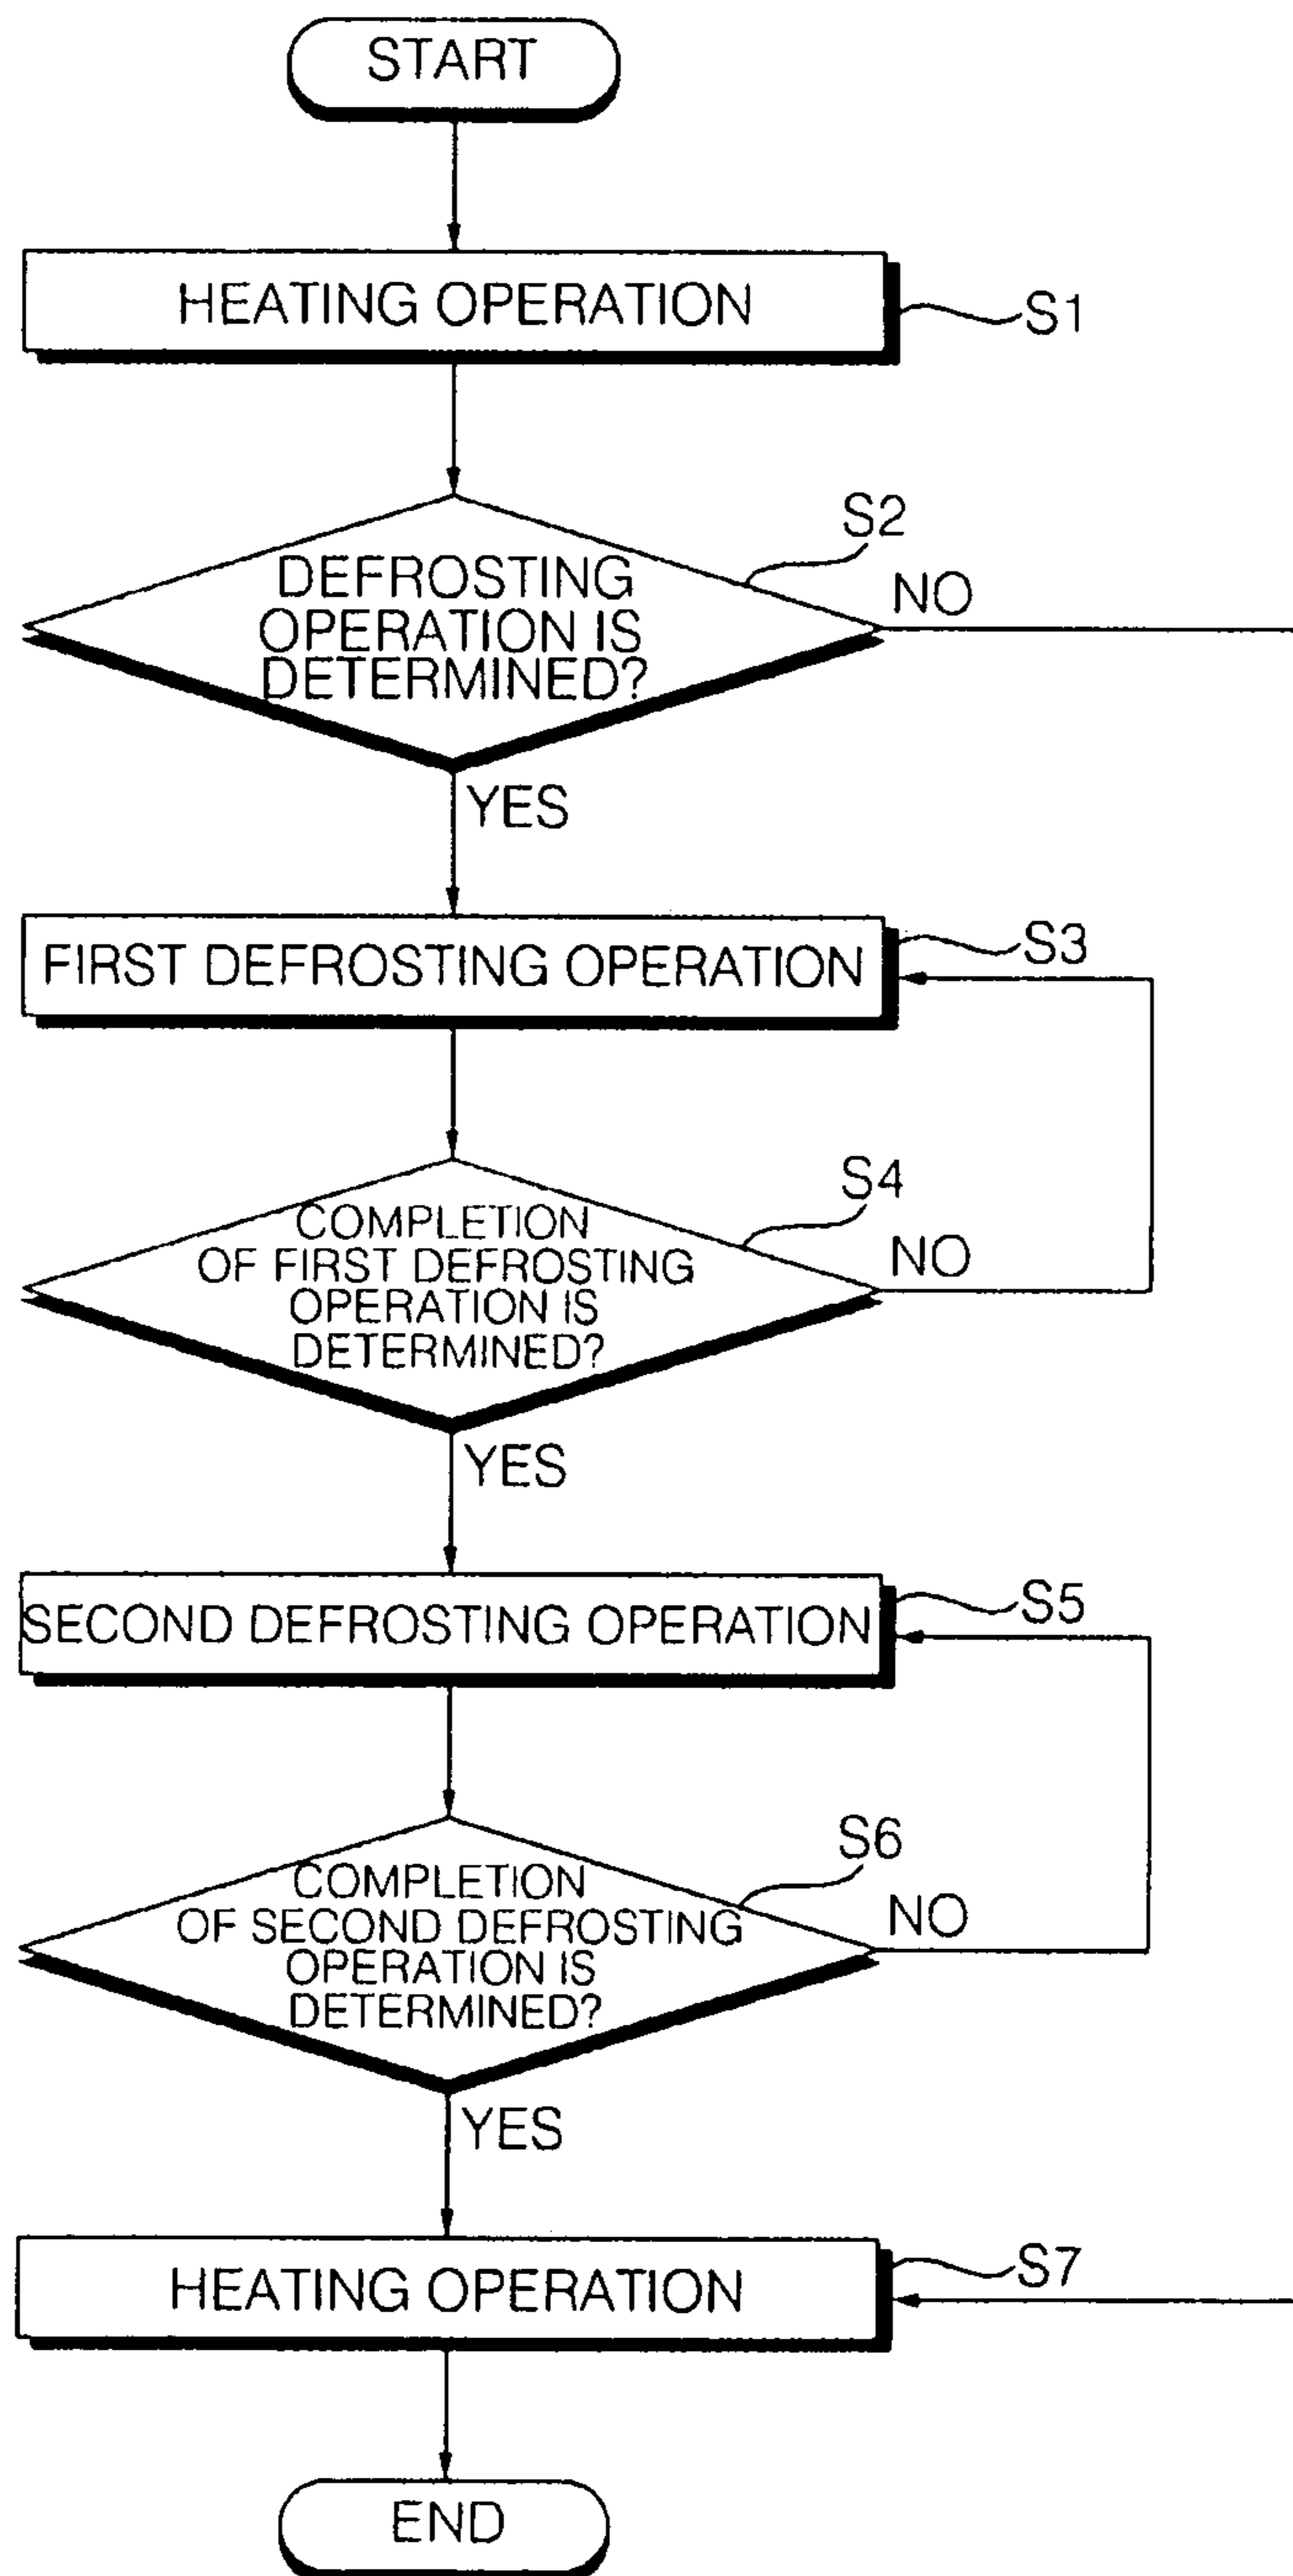 START
HEATING OPERATION
S1
S2
DEFROSTING
OPERATION IS
DETERMINED?
NO
YES
FIRST DEFROSTING OPERATION
S3
S4
COMPLETION
OF FIRST DEFROSTING
OPERATION IS
DETERMINED?
NO
YES
SECOND DEFROSTING OPERATION
S5
S6
COMPLETION
OF SECOND DEFROSTING
OPERATION IS
DETERMINED?
NO
YES
HEATING OPERATION
S7
END